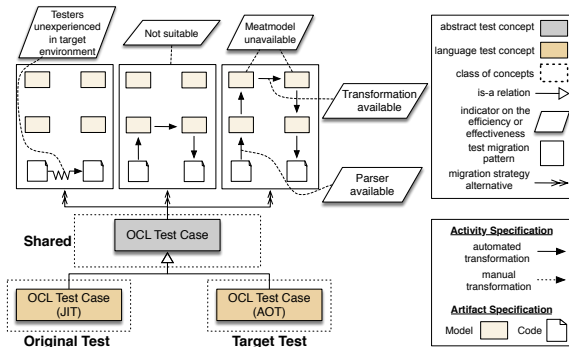 Testers
unexperienced
in target
environment
Not suitable
Meatmodel
unavailable
Transformation
available
Parser
available
Shared
OCL Test Case
OCL Test Case
(JIT)
OCL Test Case
(AOT)
Original Test
Target Test
abstract test concept
language test concept
class of concepts
is-a relation
indicator on the
efficiency or
effectiveness
test migration
pattern
migration strategy
alternative
Activity Specification
automated
transformation
manual
transformation
Artifact Specification
Model
Code